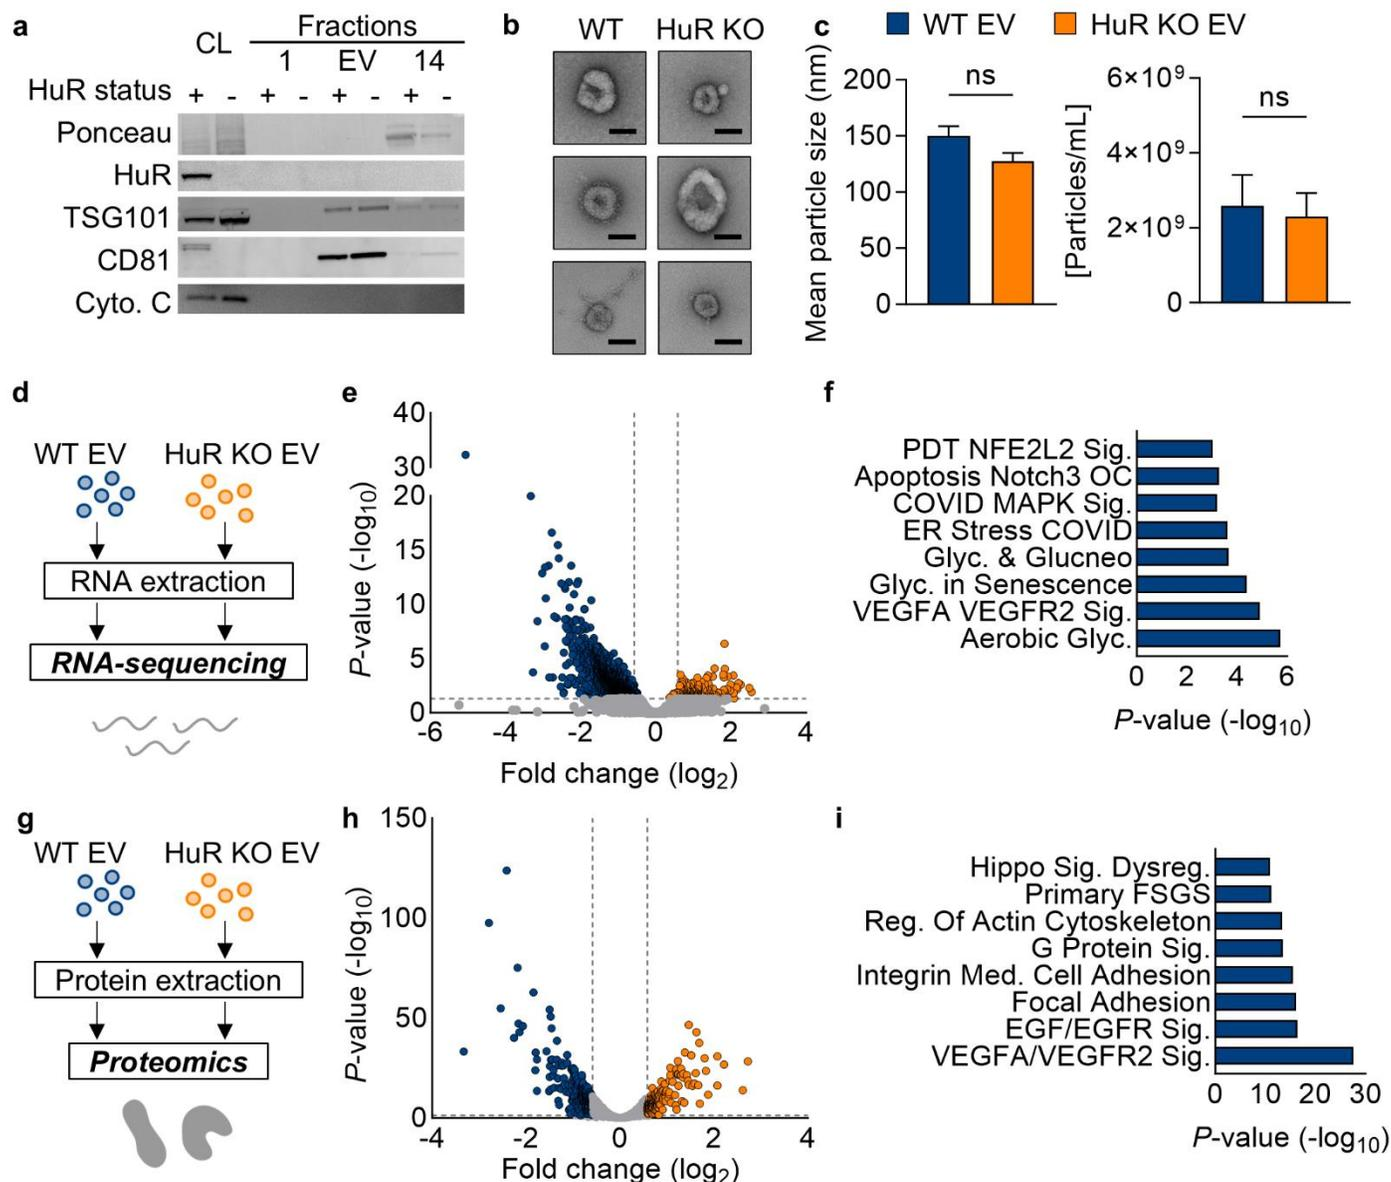 a
CL
Fractions
1 EV 14
HuR status + - + - + - + -
Ponceau
HuR
TSG101
CD81
Cyto. C
b
WT HuR KO
c
WT EV HuR KO EV
Mean particle size (nm)
200
150
100
50
0
ns
[Particles/mL]
6×10⁹
4×10⁹
2×10⁹
0
ns
d
WT EV HuR KO EV
RNA extraction
RNA-sequencing
e
P-value (-log₁₀)
40
30
20
15
10
5
0
-6 -4 -2 0 2 4
Fold change (log₂)
f
PDT NFE2L2 Sig.
Apoptosis Notch3 OC
COVID MAPK Sig.
ER Stress COVID
Glyc. & Glucneo
Glyc. in Senescence
VEGFA VEGFR2 Sig.
Aerobic Glyc.
0 2 4 6
P-value (-log₁₀)
g
WT EV HuR KO EV
Protein extraction
Proteomics
h
P-value (-log₁₀)
150
100
50
0
-4 -2 0 2 4
Fold change (log₂)
i
Hippo Sig. Dysreg.
Primary FSGS
Reg. Of Actin Cytoskeleton
G Protein Sig.
Integrin Med. Cell Adhesion
Focal Adhesion
EGF/EGFR Sig.
VEGFA/VEGFR2 Sig.
0 10 20 30
P-value (-log₁₀)